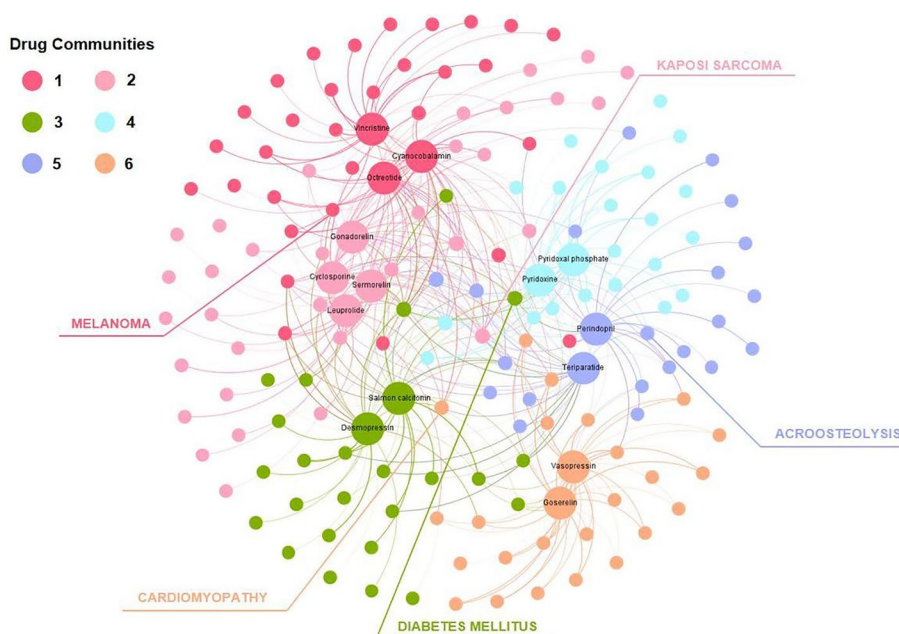 Drug Communities
1 2
3 4
5 6
KAPOSI SARCOMA
Vincristine
Cyanocobalamin
Octreotide
Gonadorelin
Pyridoxal phosphate
Cyclosporine
Pyridoxine
Sermorelin
Leuprolide
MELANOMA
Perindopril
Teriparatide
Salmon calcitonin
Desmopressin
ACROOSTEOLYSIS
Vasopressin
Goserelin
CARDIOMYOPATHY
DIABETES MELLITUS